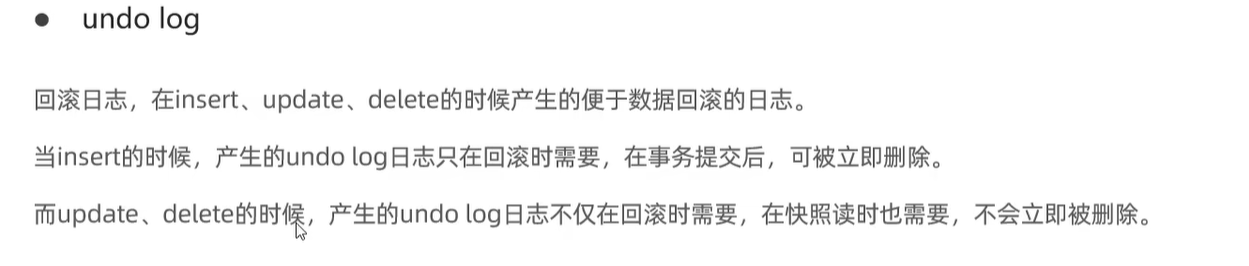 ● undo log
回滚日志，在insert、update、delete的时候产生的便于数据回滚的日志。
当insert的时候，产生的undo log日志只在回滚时需要，在事务提交后，可被立即删除。
而update、delete的时候，产生的undo log日志不仅在回滚时需要，在快照读时也需要，不会立即被删除。